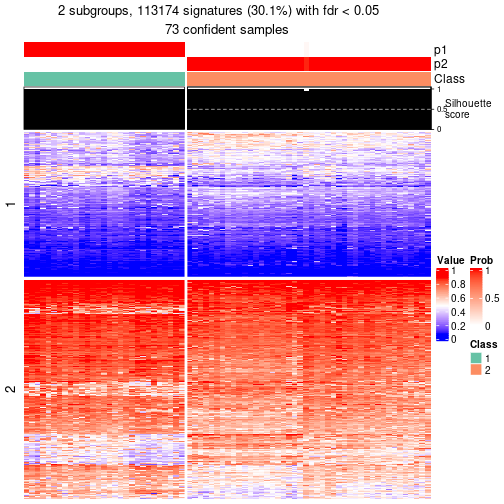 2 subgroups, 113174 signatures (30.1%) with fdr < 0.05
73 confident samples
p1
p2
Class
1
0.5
0
Silhouette
score
1
2
Value
1
0.8
0.6
0.4
0.2
0
Prob
1
0.5
0
Class
1
2